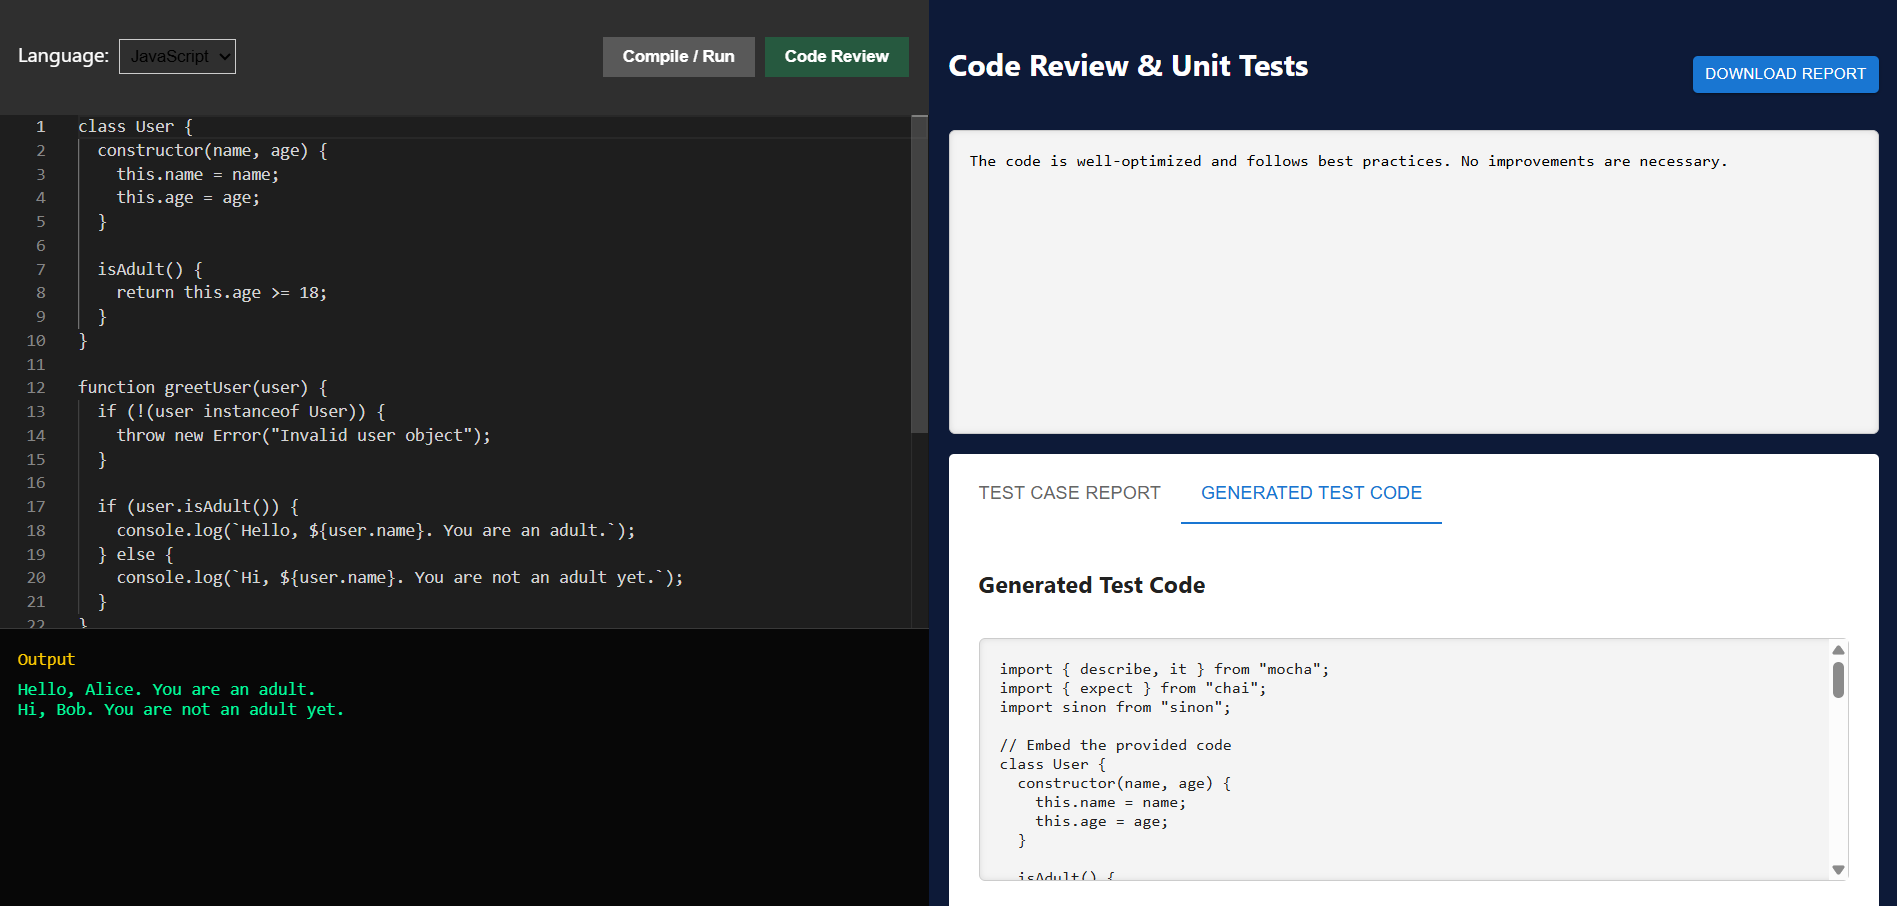 Language:
JavaScript
Compile / Run
Code Review
1 class User {
2   constructor(name, age) {
3     this.name = name;
4     this.age = age;
5   }
6
7   isAdult() {
8     return this.age >= 18;
9   }
10 }
11
12 function greetUser(user) {
13   if (!(user instanceof User)) {
14     throw new Error("Invalid user object");
15   }
16
17   if (user.isAdult()) {
18     console.log(`Hello, ${user.name}. You are an adult.`);
19   } else {
20     console.log(`Hi, ${user.name}. You are not an adult yet.`);
21   }
22 }
Output
Hello, Alice. You are an adult.
Hi, Bob. You are not an adult yet.
Code Review & Unit Tests
DOWNLOAD REPORT
The code is well-optimized and follows best practices. No improvements are necessary.
TEST CASE REPORT
GENERATED TEST CODE
Generated Test Code
import { describe, it } from "mocha";
import { expect } from "chai";
import sinon from "sinon";
// Embed the provided code
class User {
  constructor(name, age) {
    this.name = name;
    this.age = age;
  }
  isAdult() {